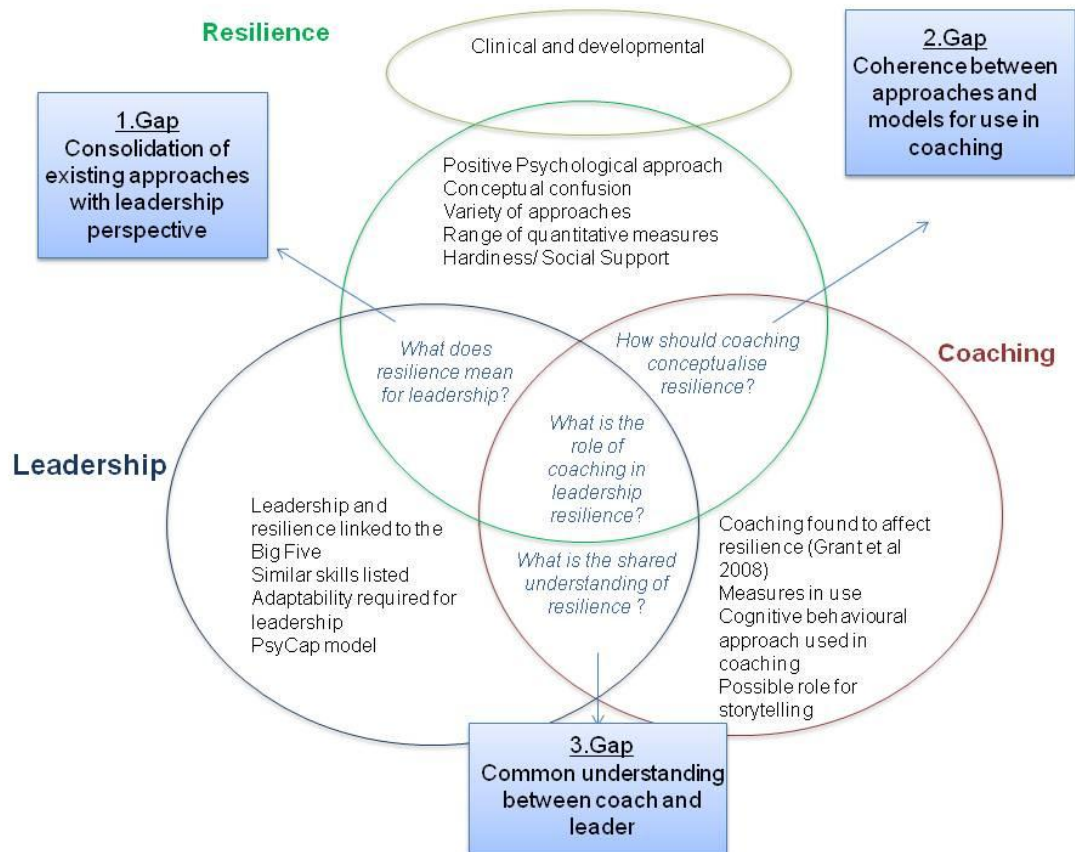 Resilience
Clinical and developmental
1.Gap
Consolidation of
existing approaches
with leadership
perspective
2.Gap
Coherence between
approaches and
models for use in
coaching
Positive Psychological approach
Conceptual confusion
Variety of approaches
Range of quantitative measures
Hardiness/ Social Support
What does
resilience mean
for leadership?
How should coaching
conceptualise
resilience?
Coaching
What is the
role of
coaching in
leadership
resilience?
Leadership
Leadership and
resilience linked to the
Big Five
Similar skills listed
Adaptability required for
leadership
PsyCap model
What is the shared
understanding of
resilience ?
Coaching found to affect
resilience (Grant et al
2008)
Measures in use
Cognitive behavioural
approach used in
coaching
Possible role for
storytelling
3.Gap
Common understanding
between coach and
leader